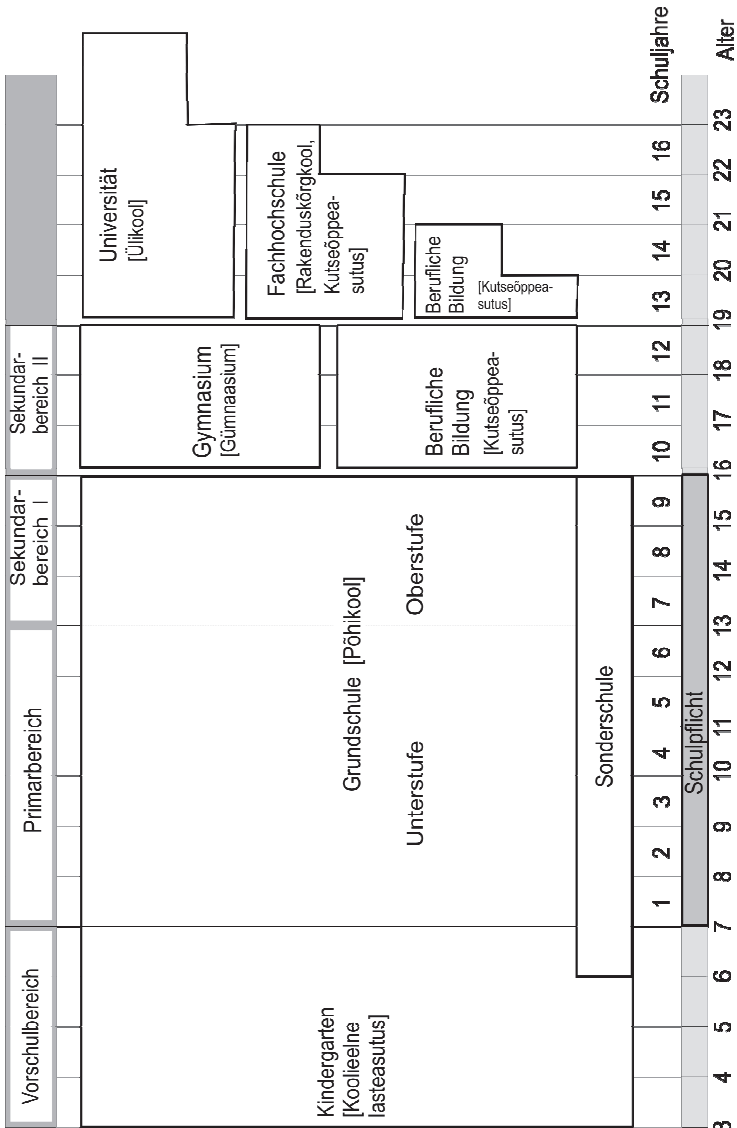 Vorschulbereich
Primarbereich
Sekundar-
bereich I
Sekundar-
bereich II
Universität
[Ülikool]
Gymnasium
[Gümnaasium]
Fachhochschule
[Rakenduskõrgkool,
Kutseõppea-
sutus]
Kindergarten
[Koolieelne
lasteasutus]
Grundschule [Põhikool]
Unterstufe
Oberstufe
Berufliche
Bildung
[Kutseõppea-
sutus]
Berufliche
Bildung
[Kutseõppea-
sutus]
Sonderschule
1 2 3 4 5 6 7 8 9 10 11 12 13 14 15 16 Schuljahre
Schulpflicht
3 4 5 6 7 8 9 10 11 12 13 14 15 16 17 18 19 20 21 22 23 Alter